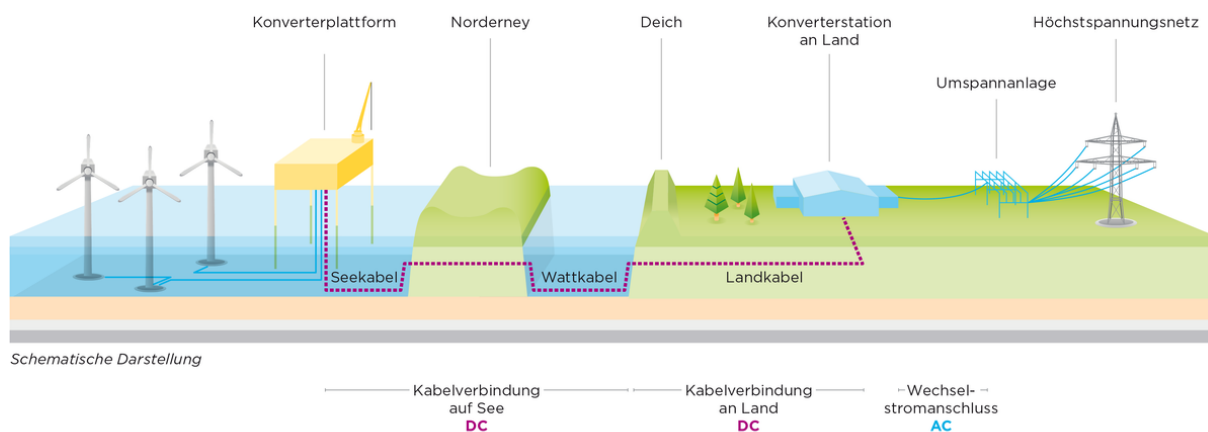 Konverterplattform
Norderney
Deich
Konverterstation
an Land
Höchstspannungsnetz
Umspannanlage
Seekabel
Wattkabel
Landkabel
Schematische Darstellung
Kabelverbindung
auf See
DC
Kabelverbindung
an Land
DC
Wechsel-
stromanschluss
AC